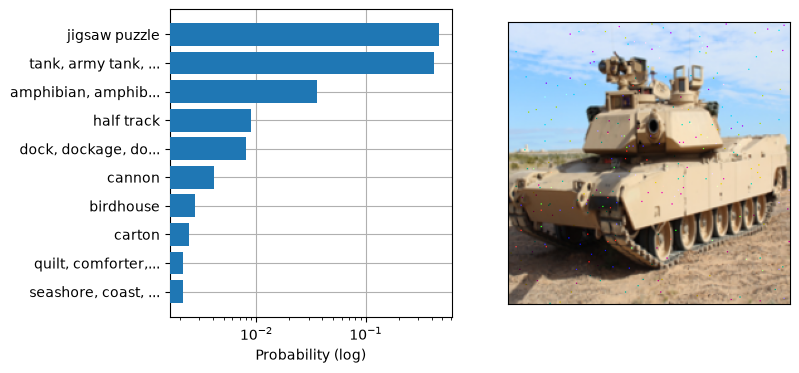 jigsaw puzzle
tank, army tank, ...
amphibian, amphib...
half track
dock, dockage, do...
cannon
birdhouse
carton
quilt, comforter,...
seashore, coast, ...
10⁻² 10⁻¹
Probability (log)